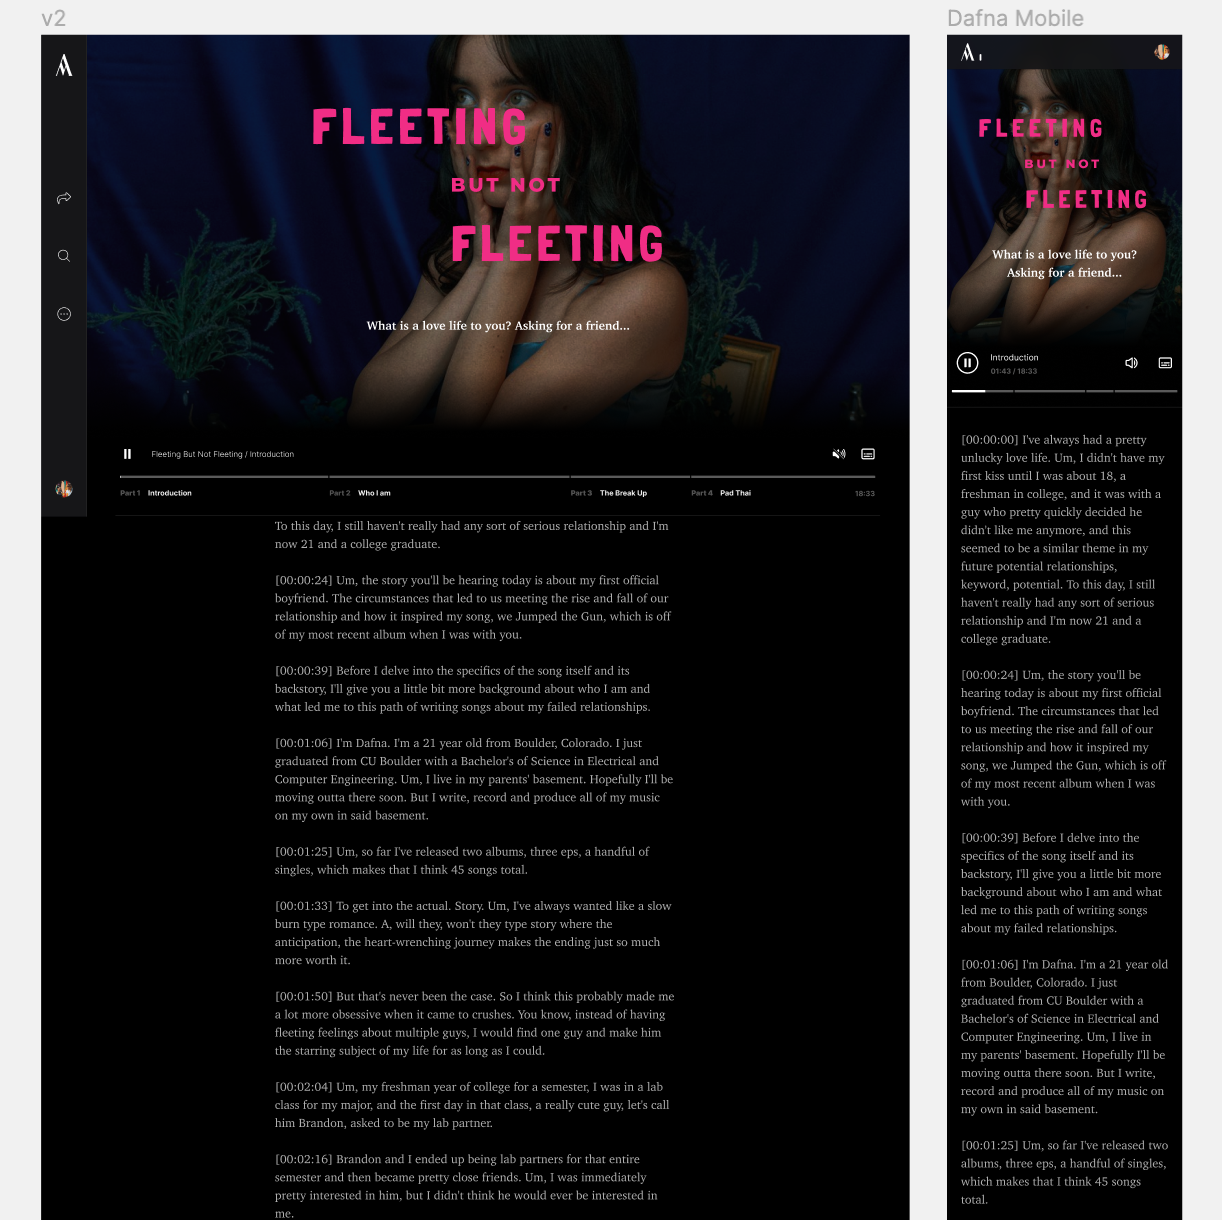 v2
FLEETING
BUT NOT
FLEETING
What is a love life to you? Asking for a friend...
Fleeting But Not Fleeting / Introduction
Part 1 Introduction
Part 2 Who I am
Part 3 The Break Up
Part 4 Pad Thai
18:33
To this day, I still haven't really had any sort of serious relationship and I'm
now 21 and a college graduate.
[00:00:24] Um, the story you'll be hearing today is about my first official
boyfriend. The circumstances that led to us meeting the rise and fall of our
relationship and how it inspired my song, we Jumped the Gun, which is off
of my most recent album when I was with you.
[00:00:39] Before I delve into the specifics of the song itself and its
backstory, I'll give you a little bit more background about who I am and
what led me to this path of writing songs about my failed relationships.
[00:01:06] I'm Dafna. I'm a 21 year old from Boulder, Colorado. I just
graduated from CU Boulder with a Bachelor's of Science in Electrical and
Computer Engineering. Um, I live in my parents' basement. Hopefully I'll be
moving outta there soon. But I write, record and produce all of my music
on my own in said basement.
[00:01:25] Um, so far I've released two albums, three eps, a handful of
singles, which makes that I think 45 songs total.
[00:01:33] To get into the actual. Story. Um, I've always wanted like a slow
burn type romance. A, will they, won't they type story where the
anticipation, the heart-wrenching journey makes the ending just so much
more worth it.
[00:01:50] But that's never been the case. So I think this probably made me
a lot more obsessive when it came to crushes. You know, instead of having
fleeting feelings about multiple guys, I would find one guy and make him
the starring subject of my life for as long as I could.
[00:02:04] Um, my freshman year of college for a semester, I was in a lab
class for my major, and the first day in that class, a really cute guy, let's call
him Brandon, asked to be my lab partner.
[00:02:16] Brandon and I ended up being lab partners for that entire
semester and then became pretty close friends. Um, I was immediately
pretty interested in him, but I didn't think he would ever be interested in
me.
Dafna Mobile
FLEETING
BUT NOT
FLEETING
What is a love life to you?
Asking for a friend...
Introduction
01:43 / 18:33
[00:00:00] I've always had a pretty
unlucky love life. Um, I didn't have my
first kiss until I was about 18, a
freshman in college, and it was with a
guy who pretty quickly decided he
didn't like me anymore, and this
seemed to be a similar theme in my
future potential relationships,
keyword, potential. To this day, I still
haven't really had any sort of serious
relationship and I'm now 21 and a
college graduate.
[00:00:24] Um, the story you'll be
hearing today is about my first official
boyfriend. The circumstances that led
to us meeting the rise and fall of our
relationship and how it inspired my
song, we Jumped the Gun, which is off
of my most recent album when I was
with you.
[00:00:39] Before I delve into the
specifics of the song itself and its
backstory, I'll give you a little bit more
background about who I am and what
led me to this path of writing songs
about my failed relationships.
[00:01:06] I'm Dafna. I'm a 21 year old
from Boulder, Colorado. I just
graduated from CU Boulder with a
Bachelor's of Science in Electrical and
Computer Engineering. Um, I live in
my parents' basement. Hopefully I'll be
moving outta there soon. But I write,
record and produce all of my music on
my own in said basement.
[00:01:25] Um, so far I've released two
albums, three eps, a handful of singles,
which makes that I think 45 songs
total.